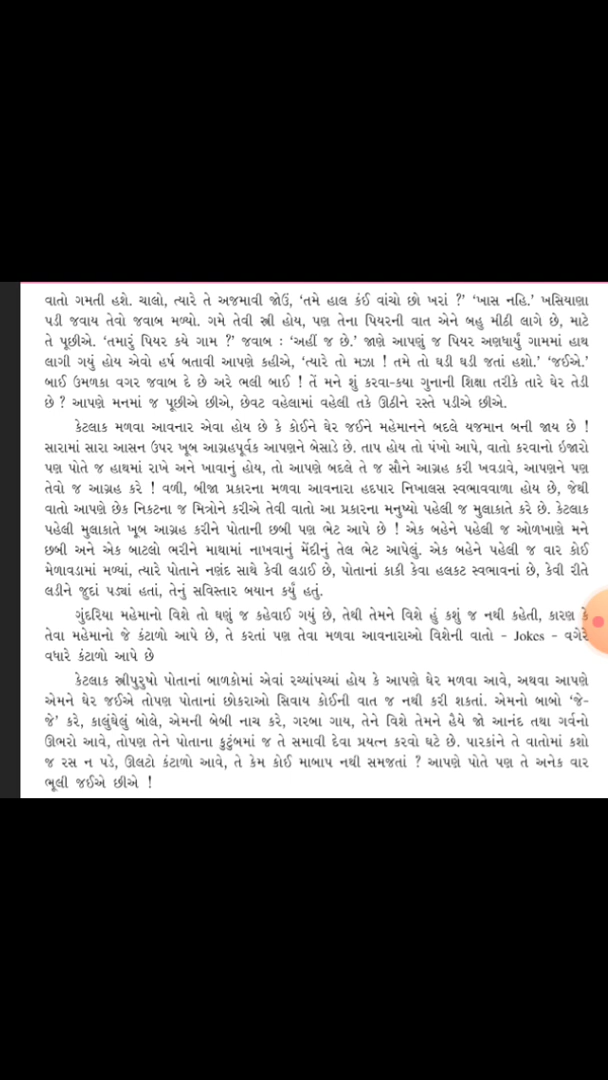 વાતો ગમતી હશે. ચાલો, ત્યારે તે અજમાવી જોઉં, ‘તમે હાલ કંઈ વાંચો છો ખરાં ?’ ‘ખાસ નહિ.’ ખસિયાણા
પડી જવાય તેવો જવાબ મળ્યો. ગમે તેવી સ્ત્રી હોય, પણ તેના પિયરની વાત એને બહુ મીઠી લાગે છે, માટે
તે પૂછીએ. ‘તમારું પિયર કયે ગામ ?’ જવાબ : ‘અહીં જ છે.’ જાણે આપણું જ પિયર અણધાર્યું ગામમાં હાથ
લાગી ગયું હોય એવો હર્ષ બતાવી આપણે કહીએ, ‘ત્યારે તો મઝા ! તમે તો ઘડી ઘડી જતાં હશો.’ ‘જઈએ.’
બાઈ ઉમળકા વગર જવાબ દે છે અરે ભલી બાઈ ! તેં મને શું કરવા-કયા ગુનાની શિક્ષા તરીકે તારે ઘેર તેડી
છે ? આપણે મનમાં જ પૂછીએ છીએ, છેવટ વહેલામાં વહેલી તકે ઊઠીને રસ્તે પડીએ છીએ.
કેટલાક મળવા આવનાર એવા હોય છે કે કોઈને ઘેર જઈને મહેમાનને બદલે યજમાન બની જાય છે !
સારામાં સારા આસન ઉપર ખૂબ આગ્રહપૂર્વક આપણને બેસાડે છે. તાપ હોય તો પંખો આપે, વાતો કરવાનો ઇજારો
પણ પોતે જ હાથમાં રાખે અને ખાવાનું હોય, તો આપણે બદલે તે જ સૌને આગ્રહ કરી ખવડાવે, આપણને પણ
તેવો જ આગ્રહ કરે ! વળી, બીજા પ્રકારના મળવા આવનારા હદપાર નિખાલસ સ્વભાવવાળા હોય છે, જેથી
વાતો આપણે છેક નિકટના જ મિત્રોને કરીએ તેવી વાતો આ પ્રકારના મનુષ્યો પહેલી જ મુલાકાતે કરે છે. કેટલાક
પહેલી મુલાકાતે ખૂબ આગ્રહ કરીને પોતાની છબી પણ ભેટ આપે છે ! એક બહેને પહેલી જ ઓળખાણે મને
છબી અને એક બાટલો ભરીને માથામાં નાખવાનું મેંદીનું તેલ ભેટ આપેલું. એક બહેને પહેલી જ વાર કોઈ
મેળાવડામાં મળ્યાં, ત્યારે પોતાને નણંદ સાથે કેવી લડાઈ છે, પોતાનાં કાકી કેવા હલકટ સ્વભાવનાં છે, કેવી રીતે
લડીને જુદાં પડ્યાં હતાં, તેનું સવિસ્તાર બયાન કર્યું હતું.
ગુંદરિયા મહેમાનો વિશે તો ઘણું જ કહેવાઈ ગયું છે, તેથી તેમને વિશે હું કશું જ નથી કહેતી, કારણ કે
તેવા મહેમાનો જે કંટાળો આપે છે, તે કરતાં પણ તેવા મળવા આવનારાઓ વિશેની વાતો – Jokes – વગેરે
વધારે કંટાળો આપે છે
કેટલાક સ્ત્રીપુરુષો પોતાનાં બાળકોમાં એવાં રચ્યાંપચ્યાં હોય કે આપણે ઘેર મળવા આવે, અથવા આપણે
એમને ઘેર જઈએ તોપણ પોતાનાં છોકરાઓ સિવાય કોઈની વાત જ નથી કરી શકતાં. એમનો બાબો ‘જે-
જે’ કરે, કાલુંઘેલું બોલે, એમની બેબી નાચ કરે, ગરબા ગાય, તેને વિશે તેમને હૈયે જો આનંદ તથા ગર્વનો
ઊભરો આવે, તોપણ તેને પોતાના કુટુંબમાં જ તે સમાવી દેવા પ્રયત્ન કરવો ઘટે છે. પારકાંને તે વાતોમાં કશો
જ રસ ન પડે, ઊલટો કંટાળો આવે, તે કેમ કોઈ માબાપ નથી સમજતાં ? આપણે પોતે પણ તે અનેક વાર
ભૂલી જઈએ છીએ !